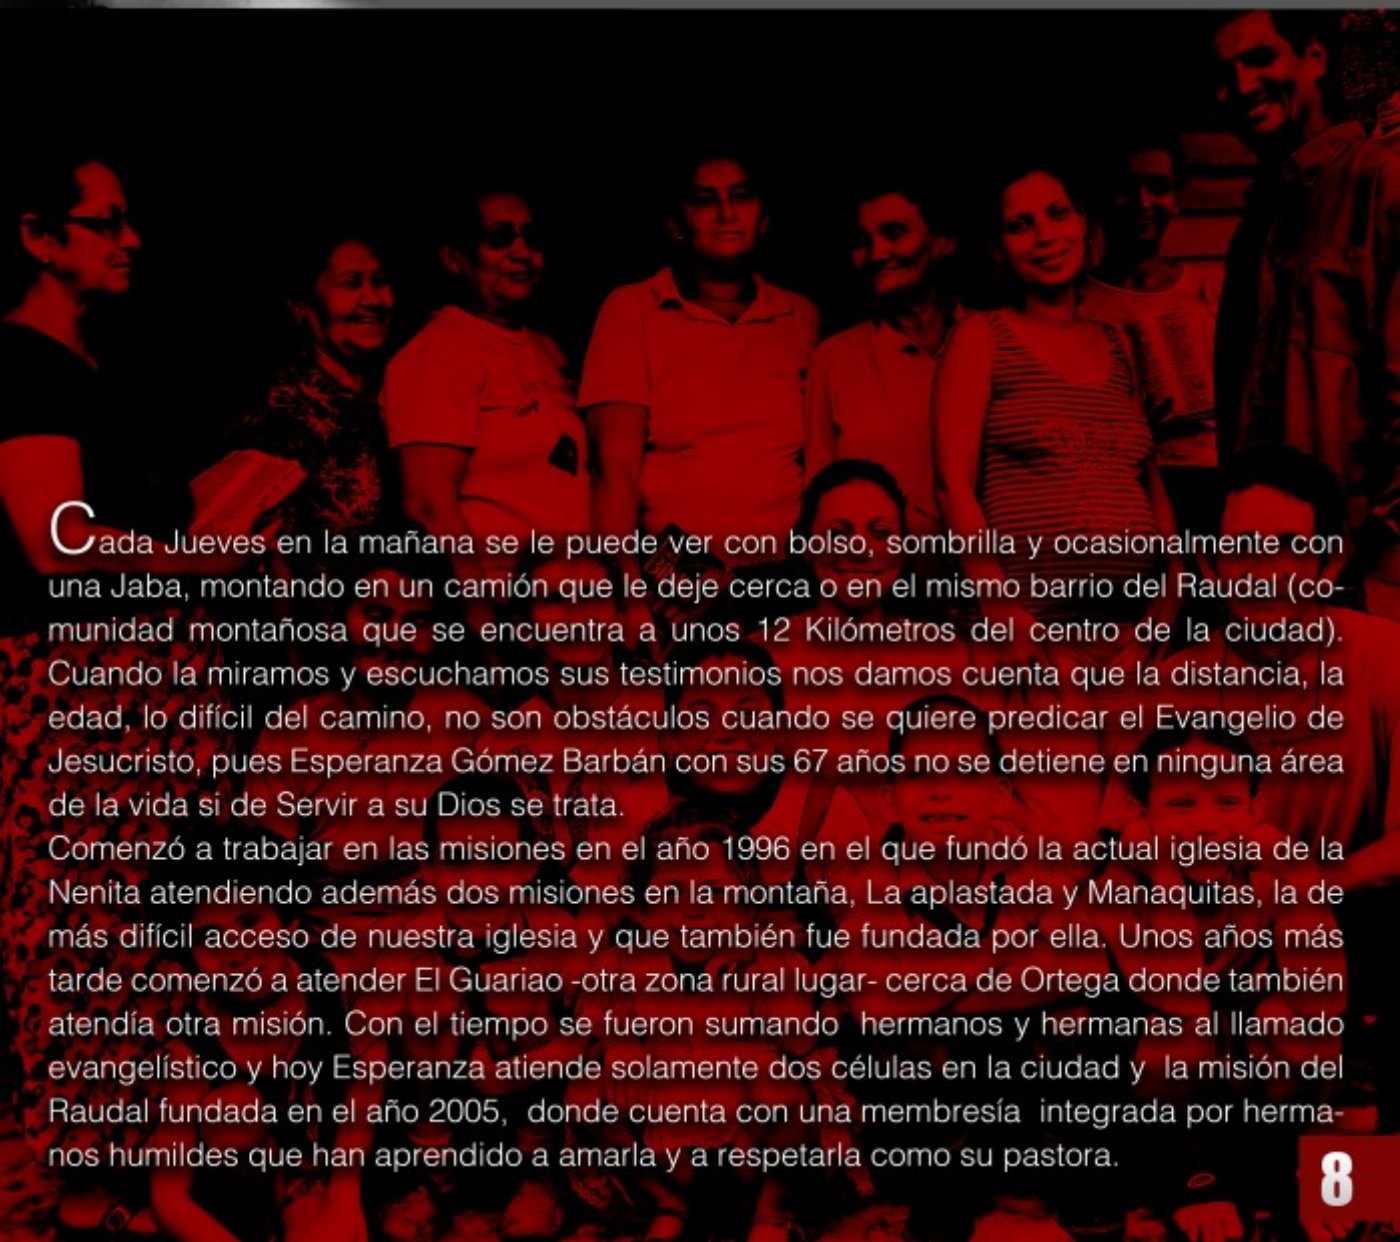 Cada Jueves en la mañana se le puede ver con bolso, sombrilla y ocasionalmente con
una Jaba, montando en un camión que le deje cerca o en el mismo barrio del Raudal (co-
munidad montañosa que se encuentra a unos 12 Kilómetros del centro de la ciudad).
Cuando la miramos y escuchamos sus testimonios nos damos cuenta que la distancia, la
edad, lo difícil del camino, no son obstáculos cuando se quiere predicar el Evangelio de
Jesucristo, pues Esperanza Gómez Barbán con sus 67 años no se detiene en ninguna área
de la vida si de Servir a su Dios se trata.
Comenzó a trabajar en las misiones en el año 1996 en el que fundó la actual iglesia de la
Nenita atendiendo además dos misiones en la montaña, La aplastada y Manaquitas, la de
más difícil acceso de nuestra iglesia y que también fue fundada por ella. Unos años más
tarde comenzó a atender El Guariao -otra zona rural lugar- cerca de Ortega donde también
atendía otra misión. Con el tiempo se fueron sumando  hermanos y hermanas al llamado
evangelístico y hoy Esperanza atiende solamente dos células en la ciudad y  la misión del
Raudal fundada en el año 2005,  donde cuenta con una membresía  integrada por herma-
nos humildes que han aprendido a amarla y a respetarla como su pastora.
8